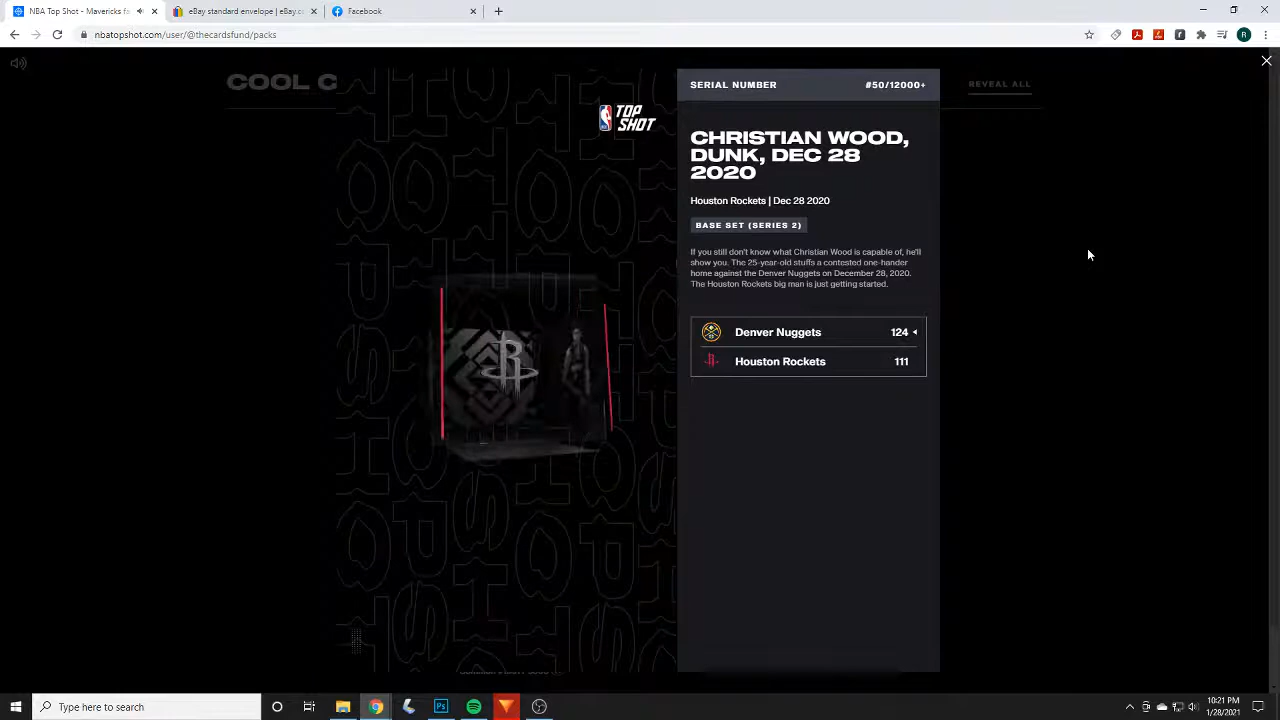 NBA Top Shot - Mavericks fa
eBay standard envelope | eBay.c
Facebook
nbatopshot.com/user/@thecardsfund/packs
R
COOL C
SERIAL NUMBER
#50/12000+
REVEAL ALL
NBA
TOP
SHOT
CHRISTIAN WOOD,
DUNK, DEC 28
2020
Houston Rockets | Dec 28 2020
BASE SET (SERIES 2)
If you still don't know what Christian Wood is capable of, he'll
show you. The 25-year-old stuffs a contested one-hander
home against the Denver Nuggets on December 28, 2020.
The Houston Rockets big man is just getting started.
Denver Nuggets 124
Houston Rockets 111
Type here to search
Ps
10:21 PM
1/28/2021